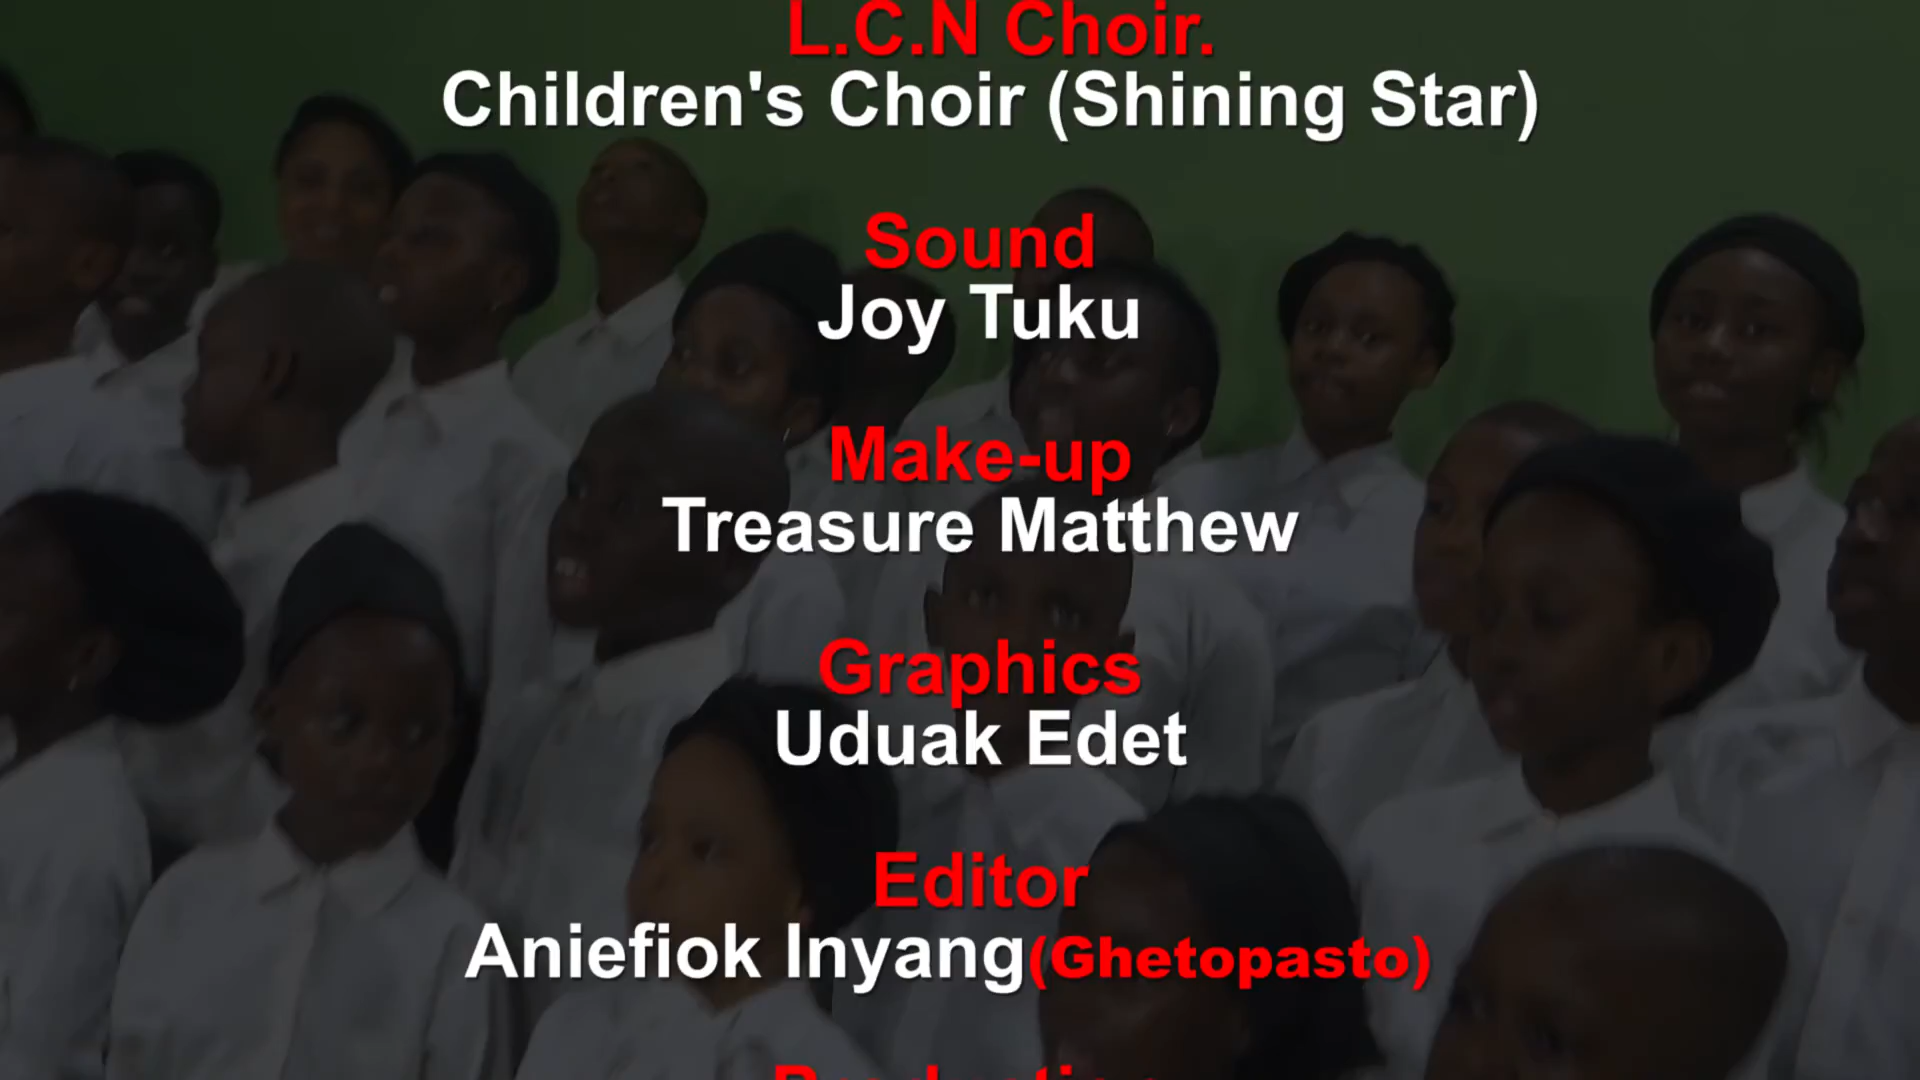 L.C.N Choir.
Children's Choir (Shining Star)
Sound
Joy Tuku
Make-up
Treasure Matthew
Graphics
Uduak Edet
Editor
Aniefiok Inyang(Ghetopasto)